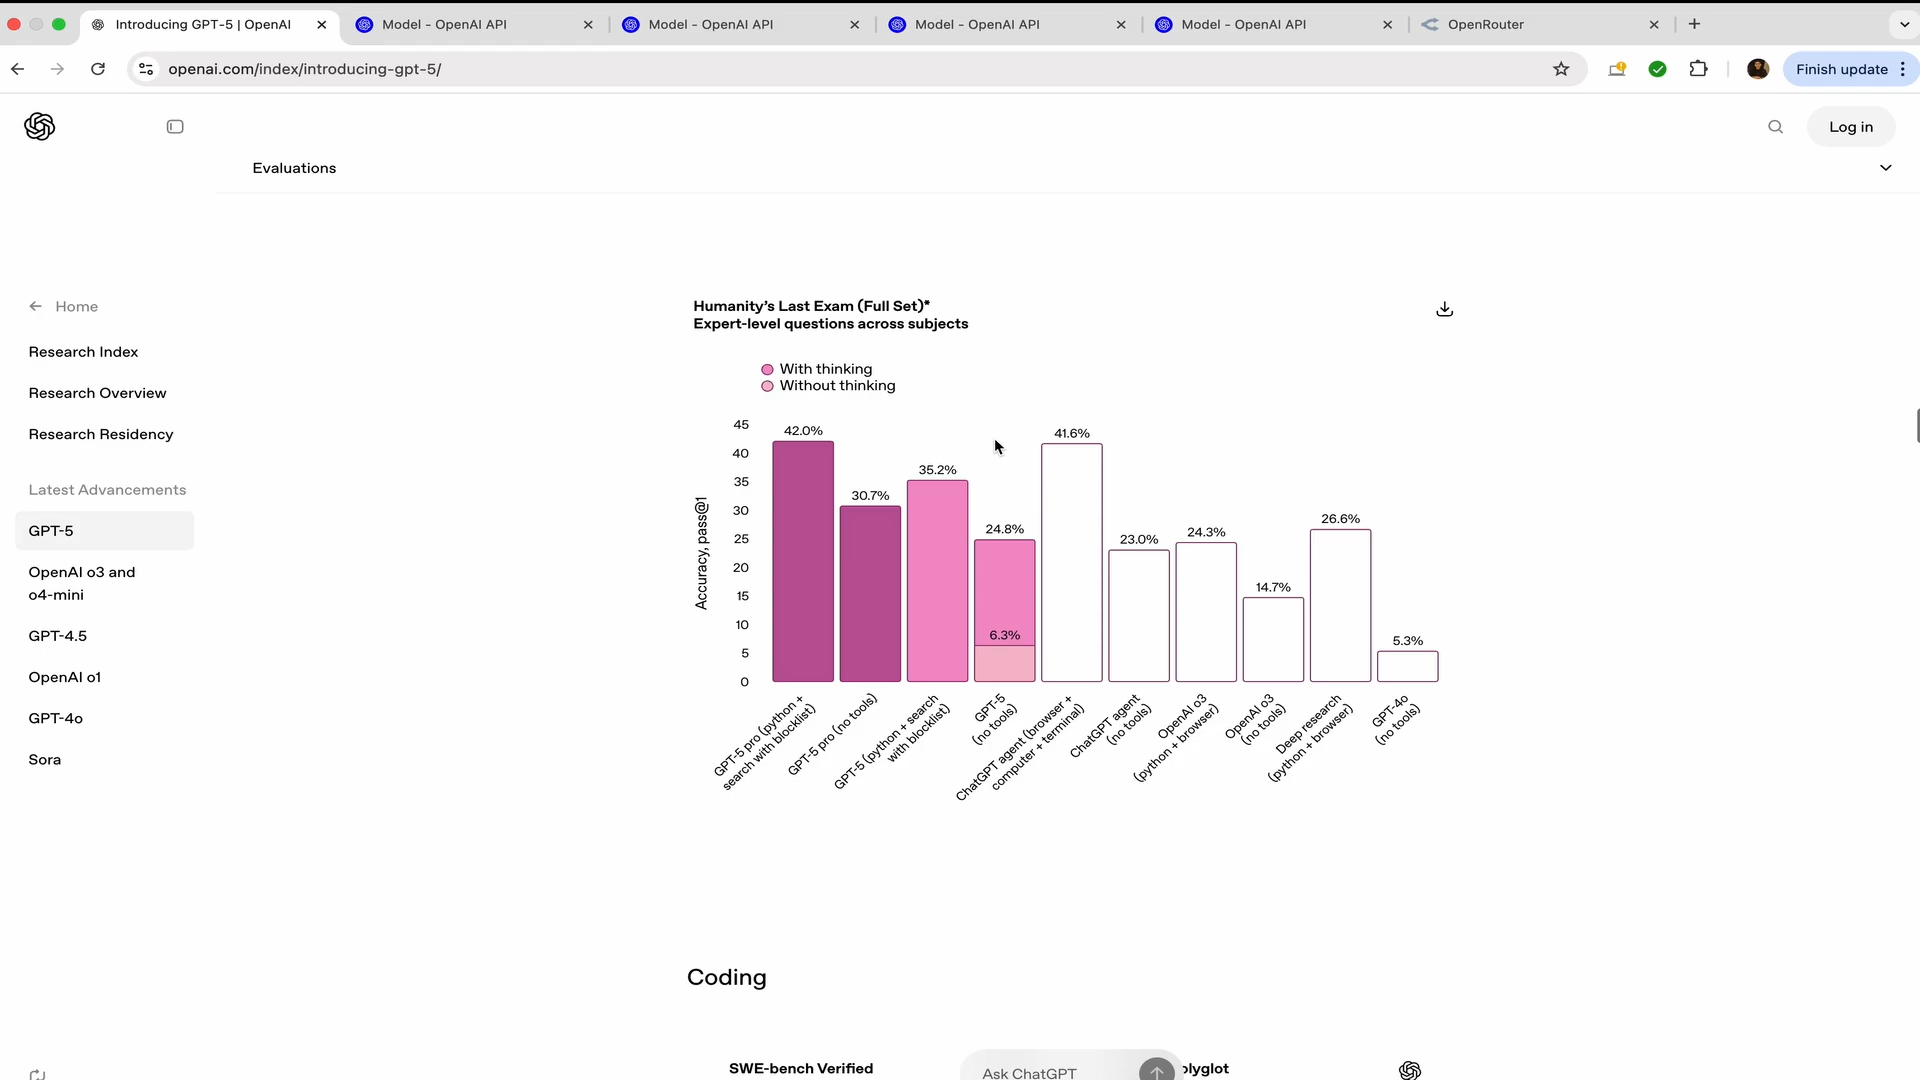 Introducing GPT-5 | OpenAI
Model - OpenAI API
Model - OpenAI API
Model - OpenAI API
Model - OpenAI API
OpenRouter
openai.com/index/introducing-gpt-5/
Finish update
Log in
Evaluations
Home
Research Index
Research Overview
Research Residency
Latest Advancements
GPT-5
OpenAI o3 and
o4-mini
GPT-4.5
OpenAI o1
GPT-4o
Sora
Humanity's Last Exam (Full Set)*
Expert-level questions across subjects
With thinking
Without thinking
Accuracy, pass@1
45
40
35
30
25
20
15
10
5
0
42.0%
30.7%
35.2%
24.8%
6.3%
41.6%
23.0%
24.3%
14.7%
26.6%
5.3%
GPT-5 pro (python +
search with blocklist)
GPT-5 pro (no tools)
GPT-5 (python + search
with blocklist)
GPT-5
(no tools)
ChatGPT agent (browser +
computer + terminal)
ChatGPT agent
(no tools)
OpenAI o3
(python + browser)
OpenAI o3
(no tools)
Deep research
(python + browser)
GPT-4o
(no tools)
Coding
SWE-bench Verified
Ask ChatGPT
olyglot